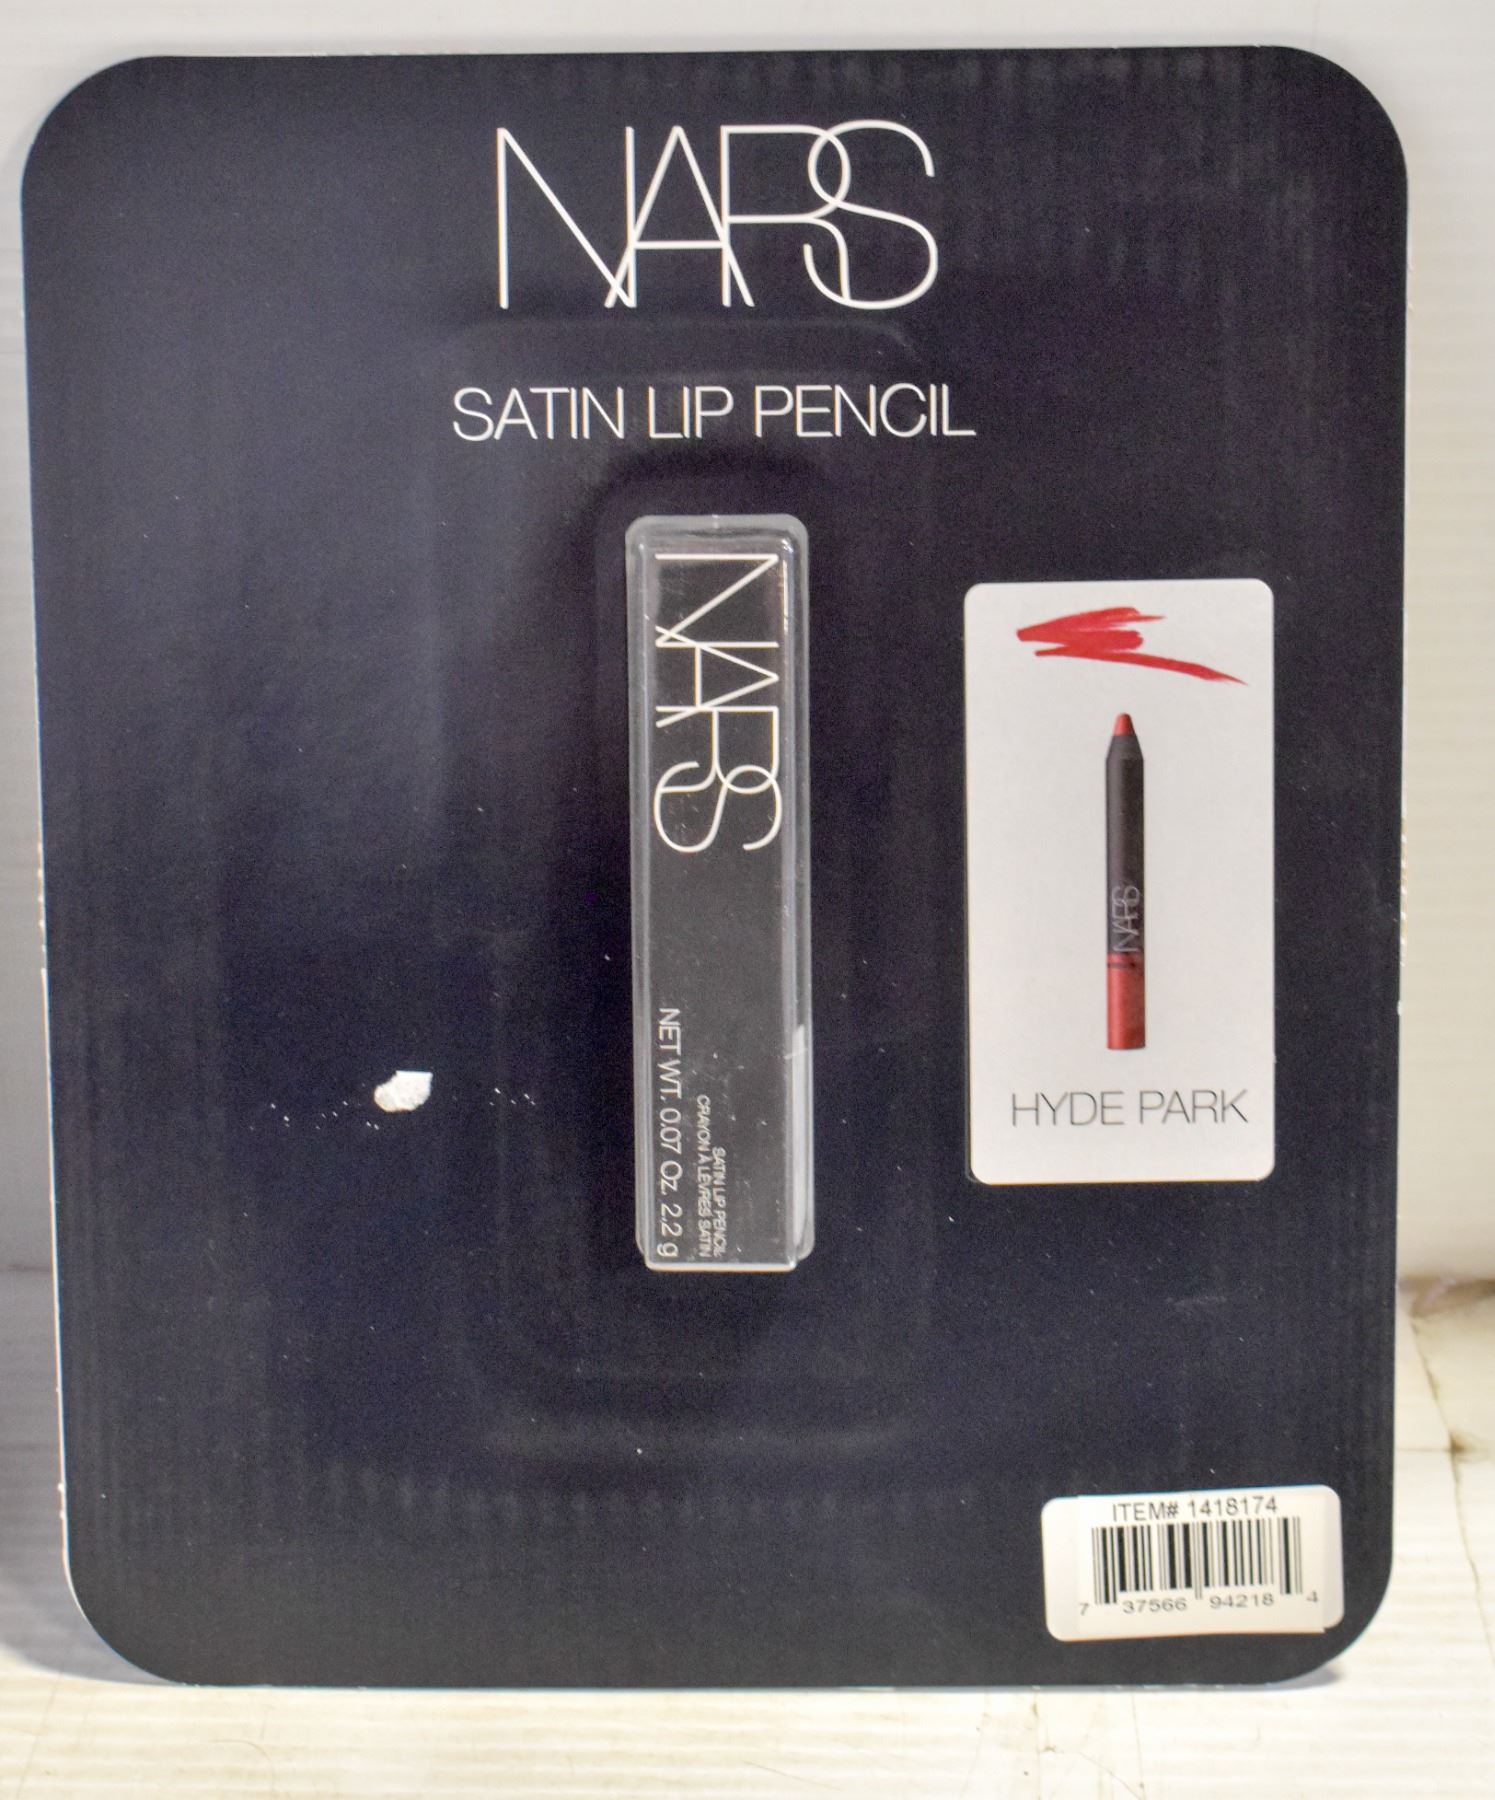 NARS
SATIN LIP PENCIL
NARS
SATIN LIP PENCIL
CRAYON À LÈVRES SATIN
NET WT. 0.07 Oz. 2,2 g
NARS
HYDE PARK
ITEM# 1418174
7 37566 94218 4